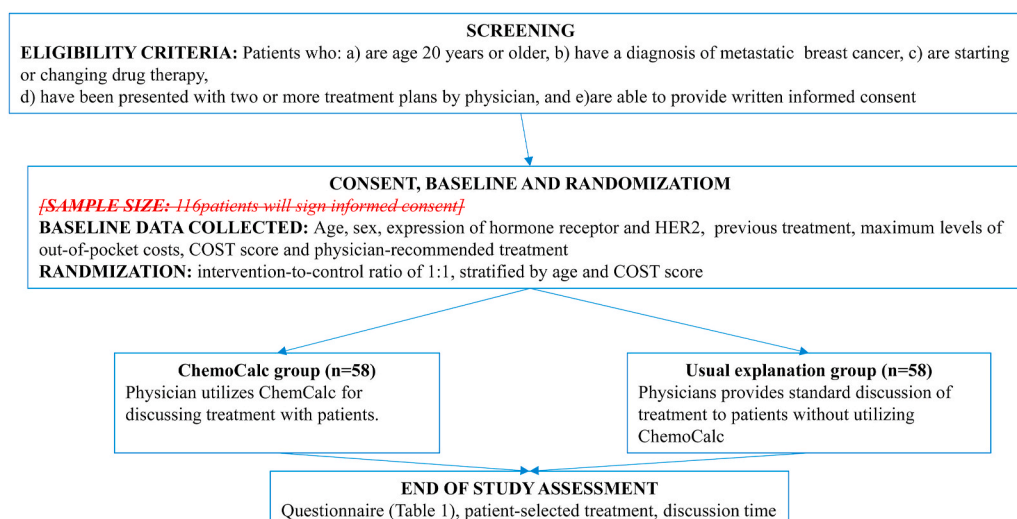 SCREENING
ELIGIBILITY CRITERIA: Patients who: a) are age 20 years or older, b) have a diagnosis of metastatic breast cancer, c) are starting
or changing drug therapy,
d) have been presented with two or more treatment plans by physician, and e)are able to provide written informed consent
CONSENT, BASELINE AND RANDOMIZATIOM
[SAMPLE SIZE: 116patients will sign informed consent]
BASELINE DATA COLLECTED: Age, sex, expression of hormone receptor and HER2, previous treatment, maximum levels of
out-of-pocket costs, COST score and physician-recommended treatment
RANDMIZATION: intervention-to-control ratio of 1:1, stratified by age and COST score
ChemoCalc group (n=58)
Physician utilizes ChemCalc for
discussing treatment with patients.
Usual explanation group (n=58)
Physicians provides standard discussion of
treatment to patients without utilizing
ChemoCalc
END OF STUDY ASSESSMENT
Questionnaire (Table 1), patient-selected treatment, discussion time